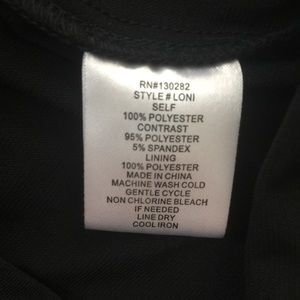 RN#130282
STYLE # LONI
SELF
100% POLYESTER
CONTRAST
95% POLYESTER
5% SPANDEX
LINING
100% POLYESTER
MADE IN CHINA
MACHINE WASH COLD
GENTLE CYCLE
NON CHLORINE BLEACH
IF NEEDED
LINE DRY
COOL IRON